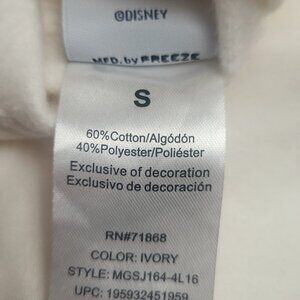 ©DISNEY
MFD. by FREEZE
S
60%Cotton/Algódón
40%Polyester/Poliéster
Exclusive of decoration
Exclusivo de decoración
RN#71868
COLOR: IVORY
STYLE: MGSJ164-4L16
UPC: 195932451959